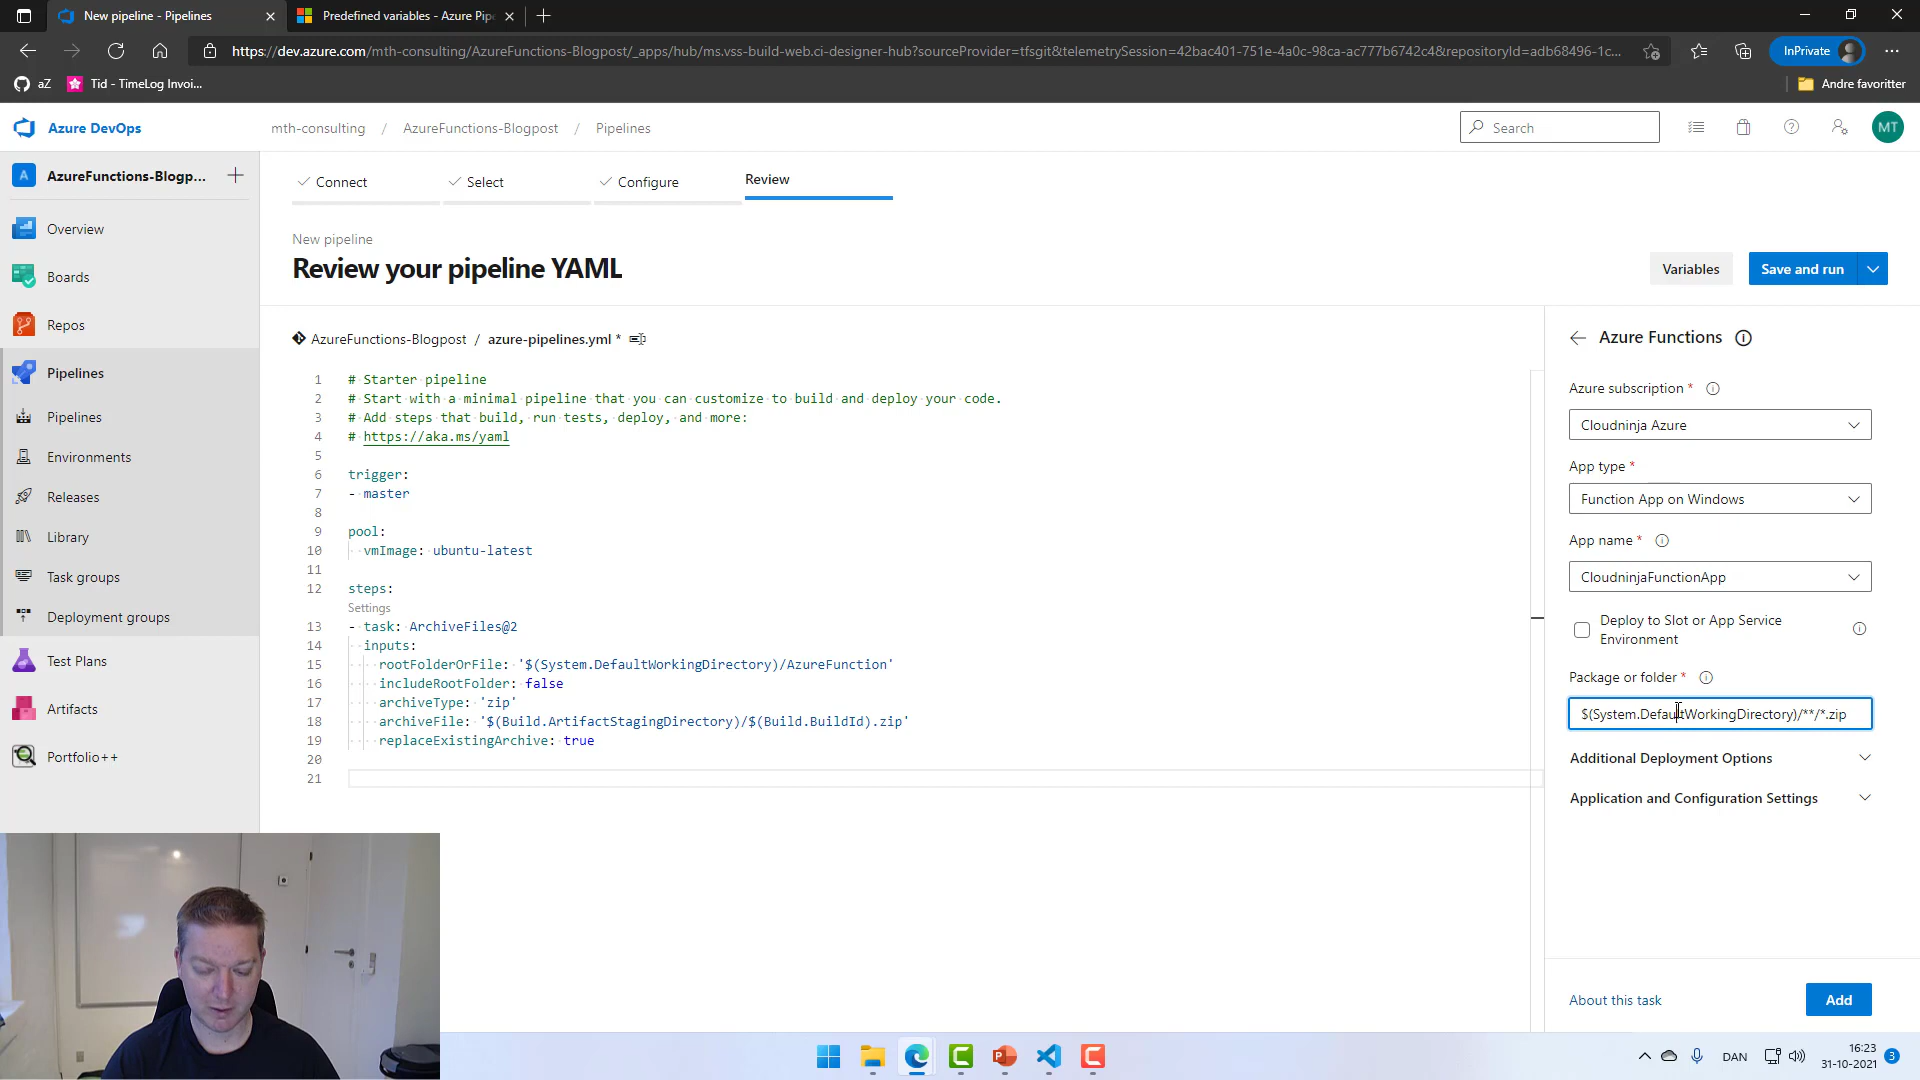 New pipeline - Pipelines
Predefined variables - Azure Pip
https://dev.azure.com/mth-consulting/AzureFunctions-Blogpost/_apps/hub/ms.vss-build-web.ci-designer-hub?sourceProvider=tfsgit&telemetrySession=42bac401-751e-4a0c-98ca-ac777b6742c4&repositoryId=adb68496-1c...
InPrivate
aZ
Tid - TimeLog Invoi...
Andre favoritter
Azure DevOps
mth-consulting / AzureFunctions-Blogpost / Pipelines
Search
MT
A
AzureFunctions-Blogp...
Overview
Boards
Repos
Pipelines
Pipelines
Environments
Releases
Library
Task groups
Deployment groups
Test Plans
Artifacts
Portfolio++
Connect
Select
Configure
Review
New pipeline
Review your pipeline YAML
Variables
Save and run
AzureFunctions-Blogpost / azure-pipelines.yml *
1 # Starter pipeline
2 # Start with a minimal pipeline that you can customize to build and deploy your code.
3 # Add steps that build, run tests, deploy, and more:
4 # https://aka.ms/yaml
5
6 trigger:
7 - master
8
9 pool:
10 vmImage: ubuntu-latest
11
12 steps:
Settings
13 - task: ArchiveFiles@2
14 inputs:
15 rootFolderOrFile: '$(System.DefaultWorkingDirectory)/AzureFunction'
16 includeRootFolder: false
17 archiveType: 'zip'
18 archiveFile: '$(Build.ArtifactStagingDirectory)/$(Build.BuildId).zip'
19 replaceExistingArchive: true
20
21
Azure Functions
Azure subscription *
Cloudninja Azure
App type *
Function App on Windows
App name *
CloudninjaFunctionApp
Deploy to Slot or App Service
Environment
Package or folder *
$(System.DefaultWorkingDirectory)/**/*.zip
Additional Deployment Options
Application and Configuration Settings
About this task
Add
DAN
16:23
31-10-2021
3